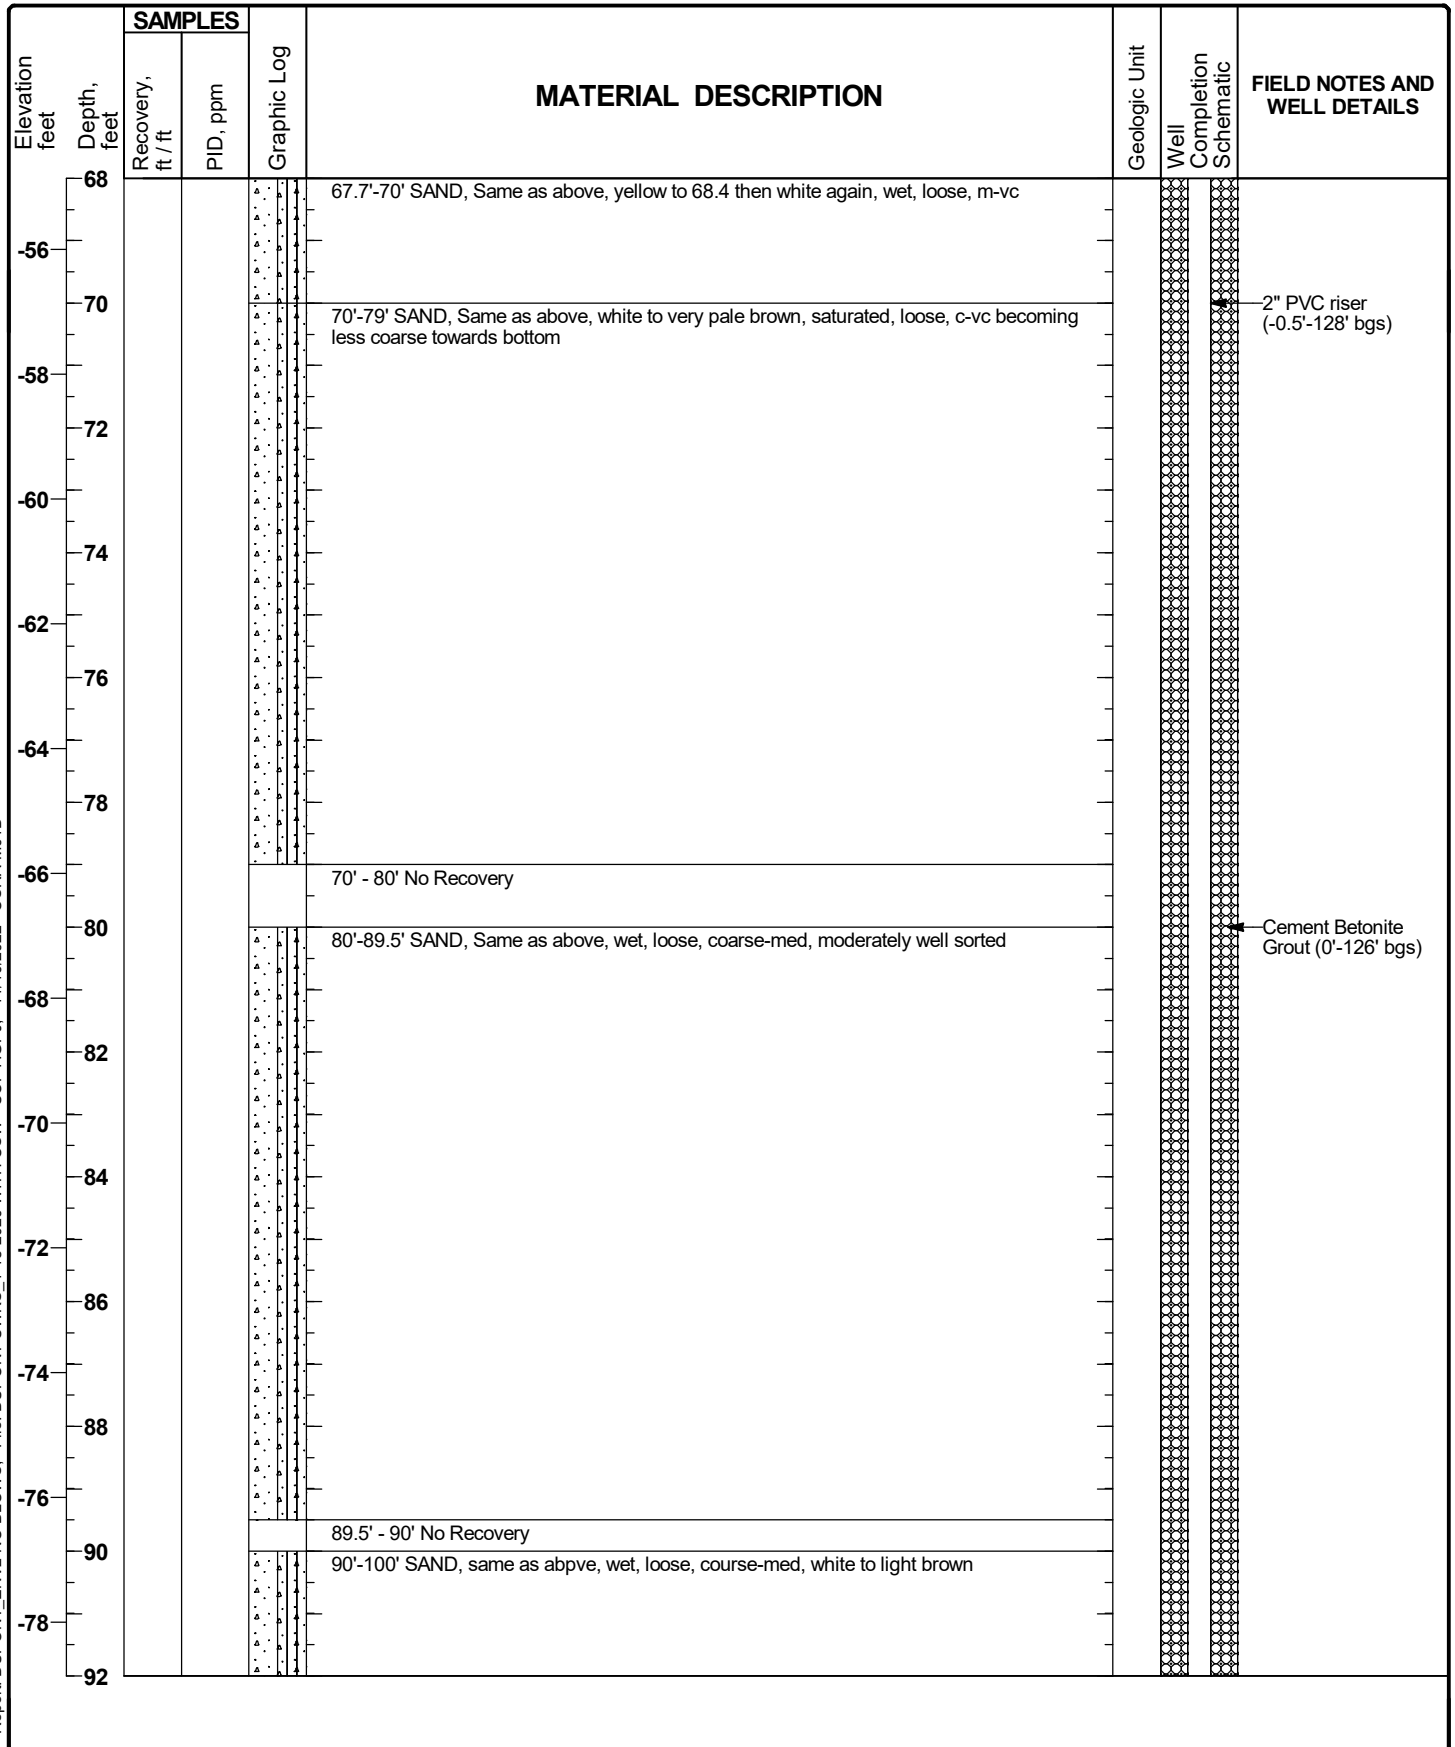 SAMPLES
Elevation
feet
Depth,
feet
Recovery,
ft / ft
PID, ppm
Graphic Log
MATERIAL DESCRIPTION
Geologic Unit
Well
Completion
Schematic
FIELD NOTES AND
WELL DETAILS
68
67.7'-70' SAND, Same as above, yellow to 68.4 then white again, wet, loose, m-vc
-56
70
2" PVC riser
(-0.5'-128' bgs)
70'-79' SAND, Same as above, white to very pale brown, saturated, loose, c-vc becoming
less coarse towards bottom
-58
72
-60
74
-62
76
-64
78
-66
70' - 80' No Recovery
80
Cement Betonite
Grout (0'-126' bgs)
80'-89.5' SAND, Same as above, wet, loose, coarse-med, moderately well sorted
-68
82
-70
84
-72
86
-74
88
-76
89.5' - 90' No Recovery
90
90'-100' SAND, same as abpve, wet, loose, course-med, white to light brown
-78
92